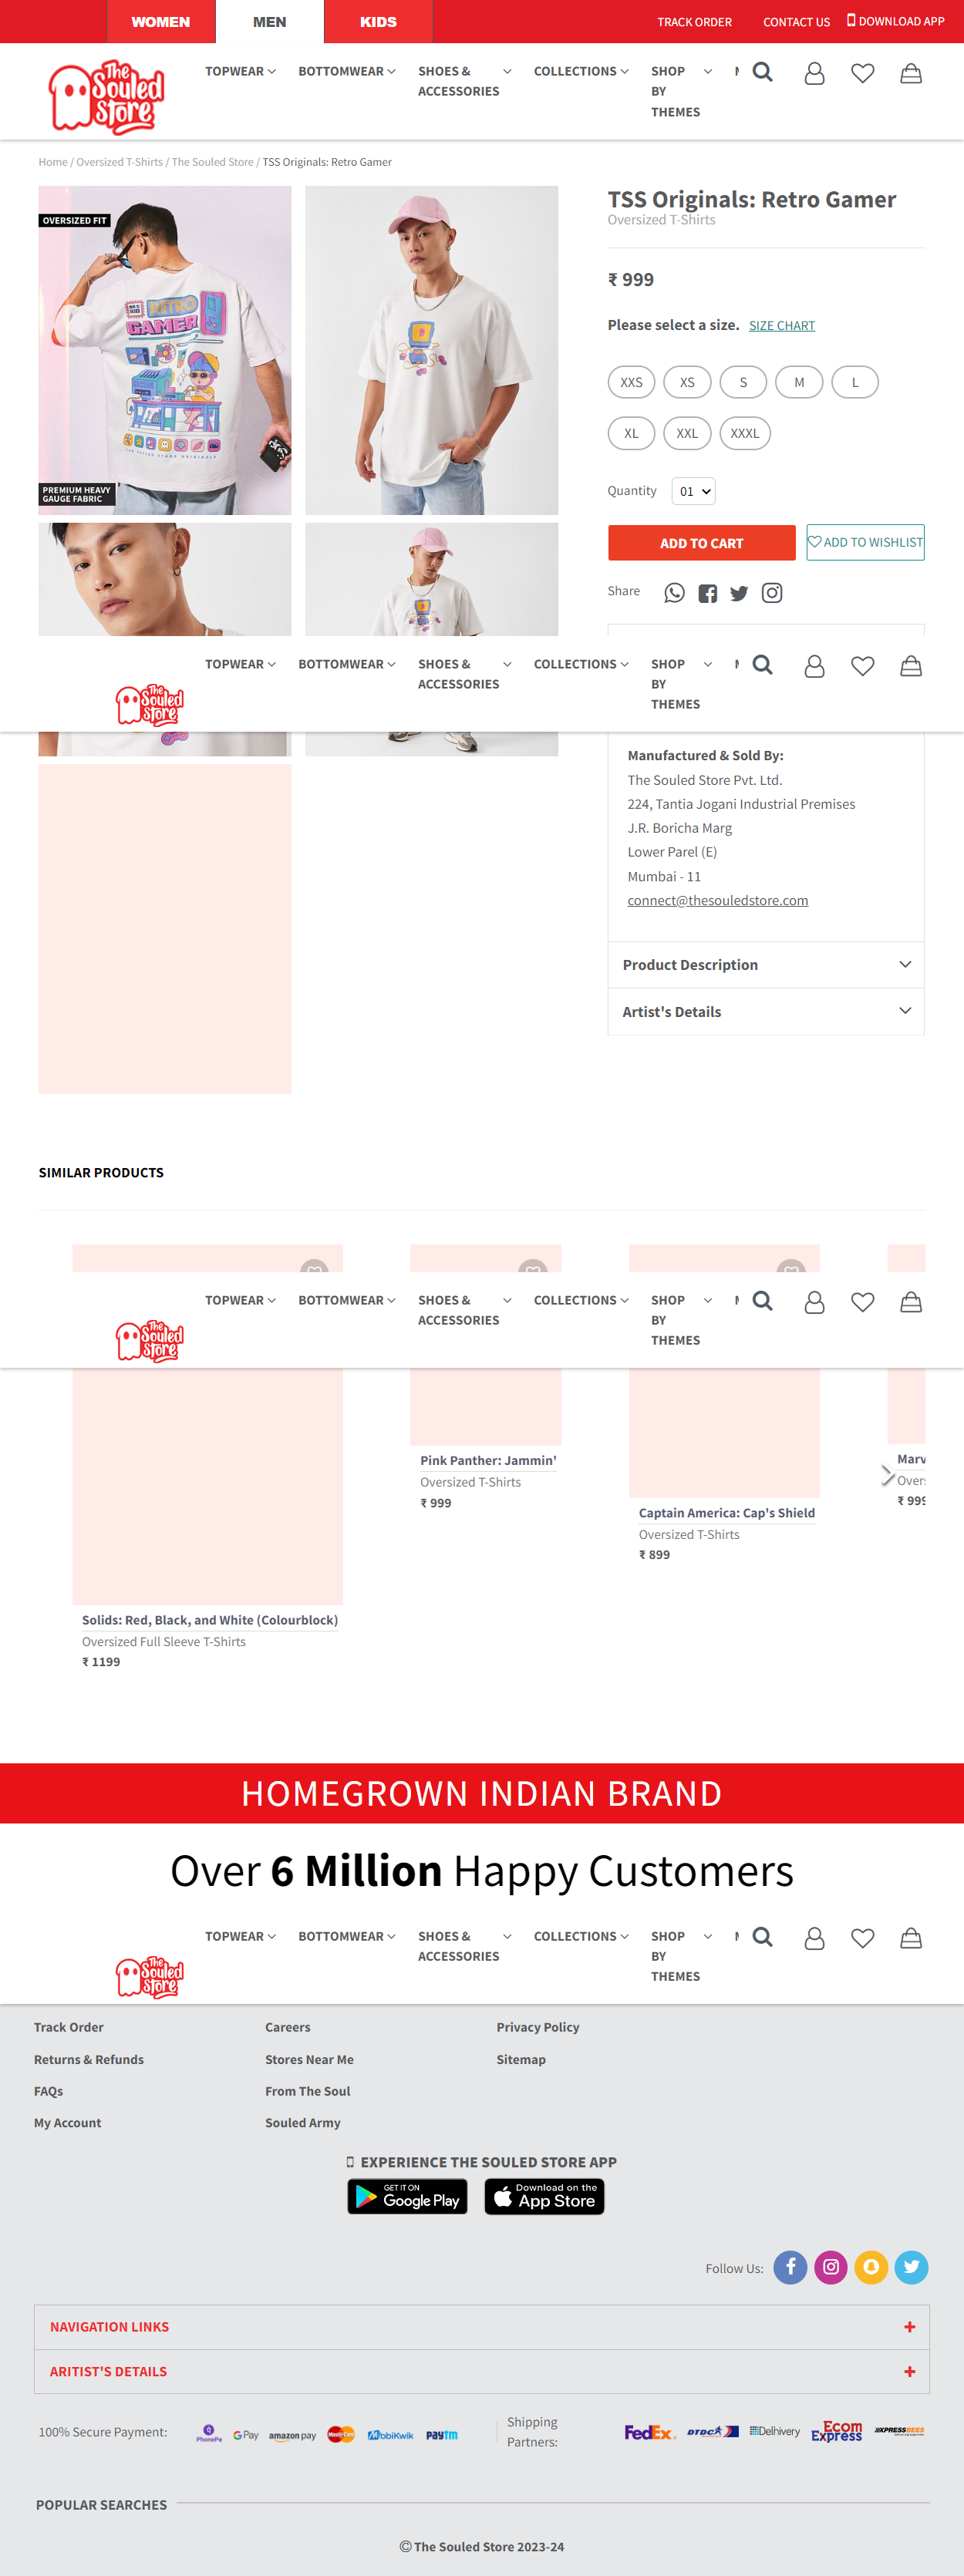 WOMEN
MEN
KIDS
TRACK ORDER
CONTACT US
DOWNLOAD APP
The Souled Store
TOPWEAR
BOTTOMWEAR
SHOES & ACCESSORIES
COLLECTIONS
SHOP BY THEMES
Home / Oversized T-Shirts / The Souled Store / TSS Originals: Retro Gamer
OVERSIZED FIT
RETRO
GAMER
THE SOULED STORE ORIGINALS
PREMIUM HEAVY
GAUGE FABRIC
TSS Originals: Retro Gamer
Oversized T-Shirts
₹ 999
Please select a size. SIZE CHART
XXS
XS
S
M
L
XL
XXL
XXXL
Quantity
01
ADD TO CART
ADD TO WISHLIST
Share
The Souled Store
TOPWEAR
BOTTOMWEAR
SHOES & ACCESSORIES
COLLECTIONS
SHOP BY THEMES
Manufactured & Sold By:
The Souled Store Pvt. Ltd.
224, Tantia Jogani Industrial Premises
J.R. Boricha Marg
Lower Parel (E)
Mumbai - 11
connect@thesouledstore.com
Product Description
Artist's Details
SIMILAR PRODUCTS
The Souled Store
TOPWEAR
BOTTOMWEAR
SHOES & ACCESSORIES
COLLECTIONS
SHOP BY THEMES
Solids: Red, Black, and White (Colourblock)
Oversized Full Sleeve T-Shirts
₹ 1199
Pink Panther: Jammin'
Oversized T-Shirts
₹ 999
Captain America: Cap's Shield
Oversized T-Shirts
₹ 899
Marv
Overs
₹ 999
HOMEGROWN INDIAN BRAND
Over 6 Million Happy Customers
The Souled Store
TOPWEAR
BOTTOMWEAR
SHOES & ACCESSORIES
COLLECTIONS
SHOP BY THEMES
Track Order
Returns & Refunds
FAQs
My Account
Careers
Stores Near Me
From The Soul
Souled Army
Privacy Policy
Sitemap
EXPERIENCE THE SOULED STORE APP
GET IT ON
Google Play
Download on the
App Store
Follow Us:
NAVIGATION LINKS
ARITIST'S DETAILS
100% Secure Payment:
PhonePe
G Pay
amazon pay
MasterCard
MobiKwik
Paytm
Shipping
Partners:
FedEx
DTDC
Delhivery
Ecom Express
XPRESSBEES
POPULAR SEARCHES
© The Souled Store 2023-24